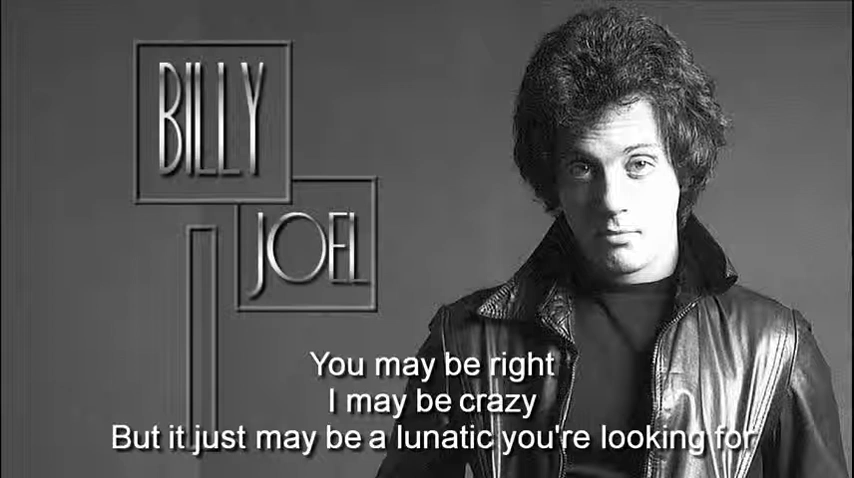 BILLY
JOEL
You may be right
I may be crazy
But it just may be a lunatic you're looking for